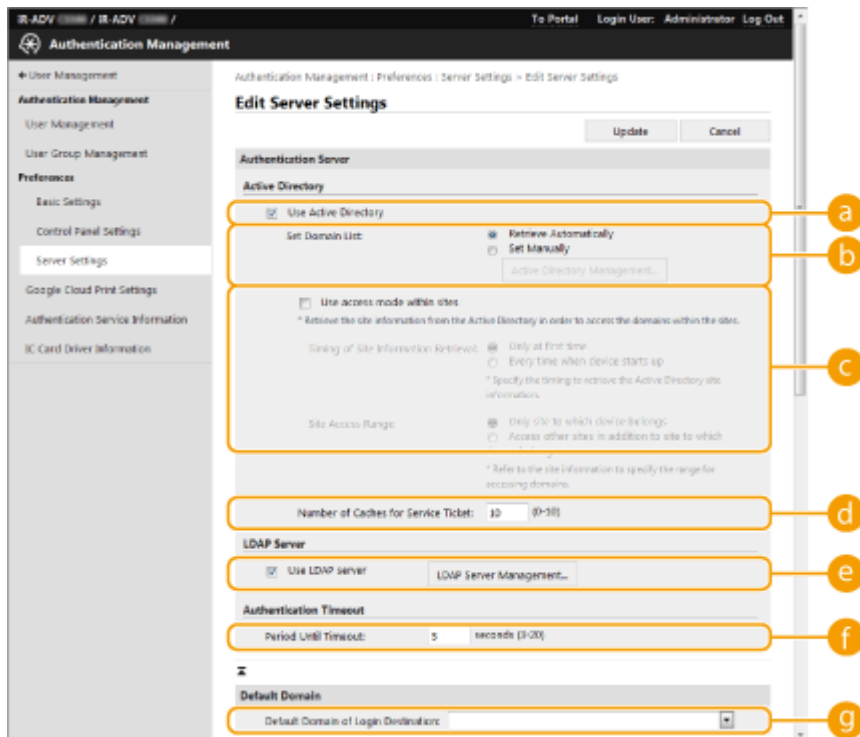 iR-ADV / iR-ADV /
To Portal Login User: Administrator Log Out
Authentication Management
User Management
Authentication Management
User Management
User Group Management
Preferences
Basic Settings
Control Panel Settings
Server Settings
Google Cloud Print Settings
Authentication Service Information
IC Card Driver Information
Authentication Management : Preferences : Server Settings > Edit Server Settings
Edit Server Settings
Update Cancel
Authentication Server
Active Directory
Use Active Directory
a
Set Domain List:
Retrieve Automatically
Set Manually
Active Directory Management...
b
Use access mode within sites
* Retrieve the site information from the Active Directory in order to access the domains within the sites.
Timing of Site Information Retrieval:
Only at first time
Every time when device starts up
* Specify the timing to retrieve the Active Directory site
information.
Site Access Range:
Only site to which device belongs
Access other sites in addition to site to which
c
* Refer to the site information to specify the range for
accessing domains.
Number of Caches for Service Ticket: 10 (0-30)
d
LDAP Server
Use LDAP server LDAP Server Management...
e
Authentication Timeout
Period Until Timeout: 5 seconds (3-20)
f
Default Domain
Default Domain of Login Destination:
g